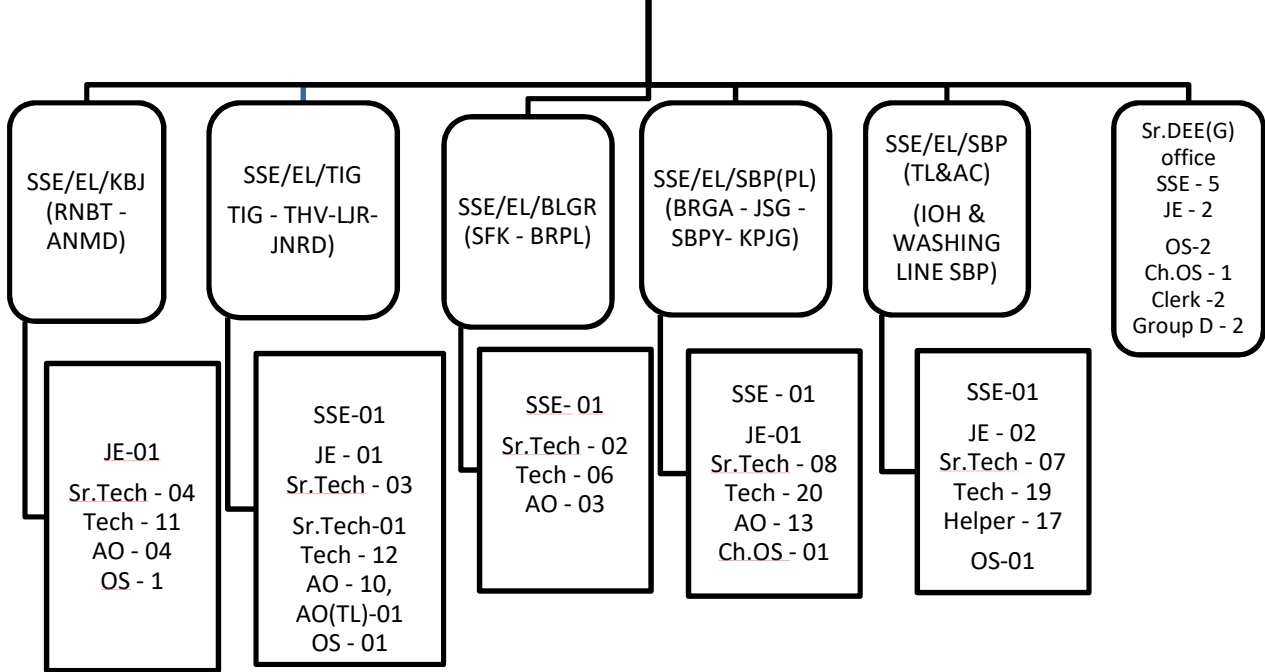 SSE/EL/KBJ
(RNBT -
ANMD)
SSE/EL/TIG
TIG - THV-LJR-
JNRD)
SSE/EL/BLGR
(SFK - BRPL)
SSE/EL/SBP(PL)
(BRGA - JSG -
SBPY- KPJG)
SSE/EL/SBP
(TL&AC)
(IOH &
WASHING
LINE SBP)
Sr.DEE(G)
office
SSE - 5
JE - 2
OS-2
Ch.OS - 1
Clerk -2
Group D - 2
JE-01
Sr.Tech - 04
Tech - 11
AO - 04
OS - 1
SSE-01
JE - 01
Sr.Tech - 03
Sr.Tech-01
Tech - 12
AO - 10,
AO(TL)-01
OS - 01
SSE- 01
Sr.Tech - 02
Tech - 06
AO - 03
SSE - 01
JE-01
Sr.Tech - 08
Tech - 20
AO - 13
Ch.OS - 01
SSE-01
JE - 02
Sr.Tech - 07
Tech - 19
Helper - 17
OS-01